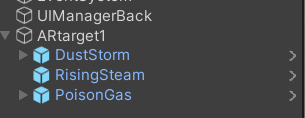 UIManagerBack
ARtarget1
DustStorm
RisingSteam
PoisonGas